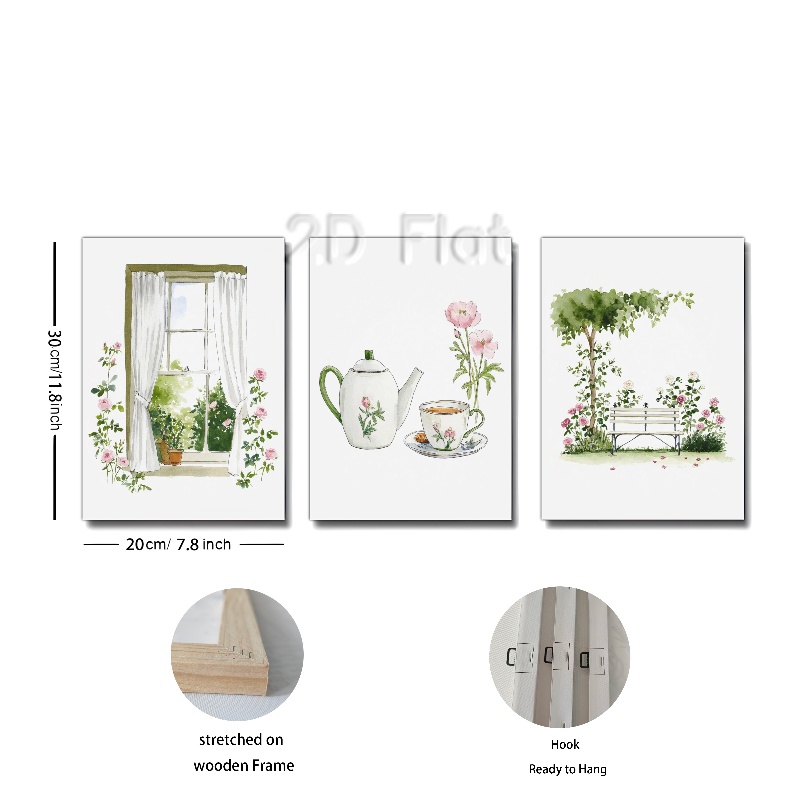 2D Flat
30cm/11.8inch
20cm/ 7.8 inch
stretched on
wooden Frame
Hook
Ready to Hang